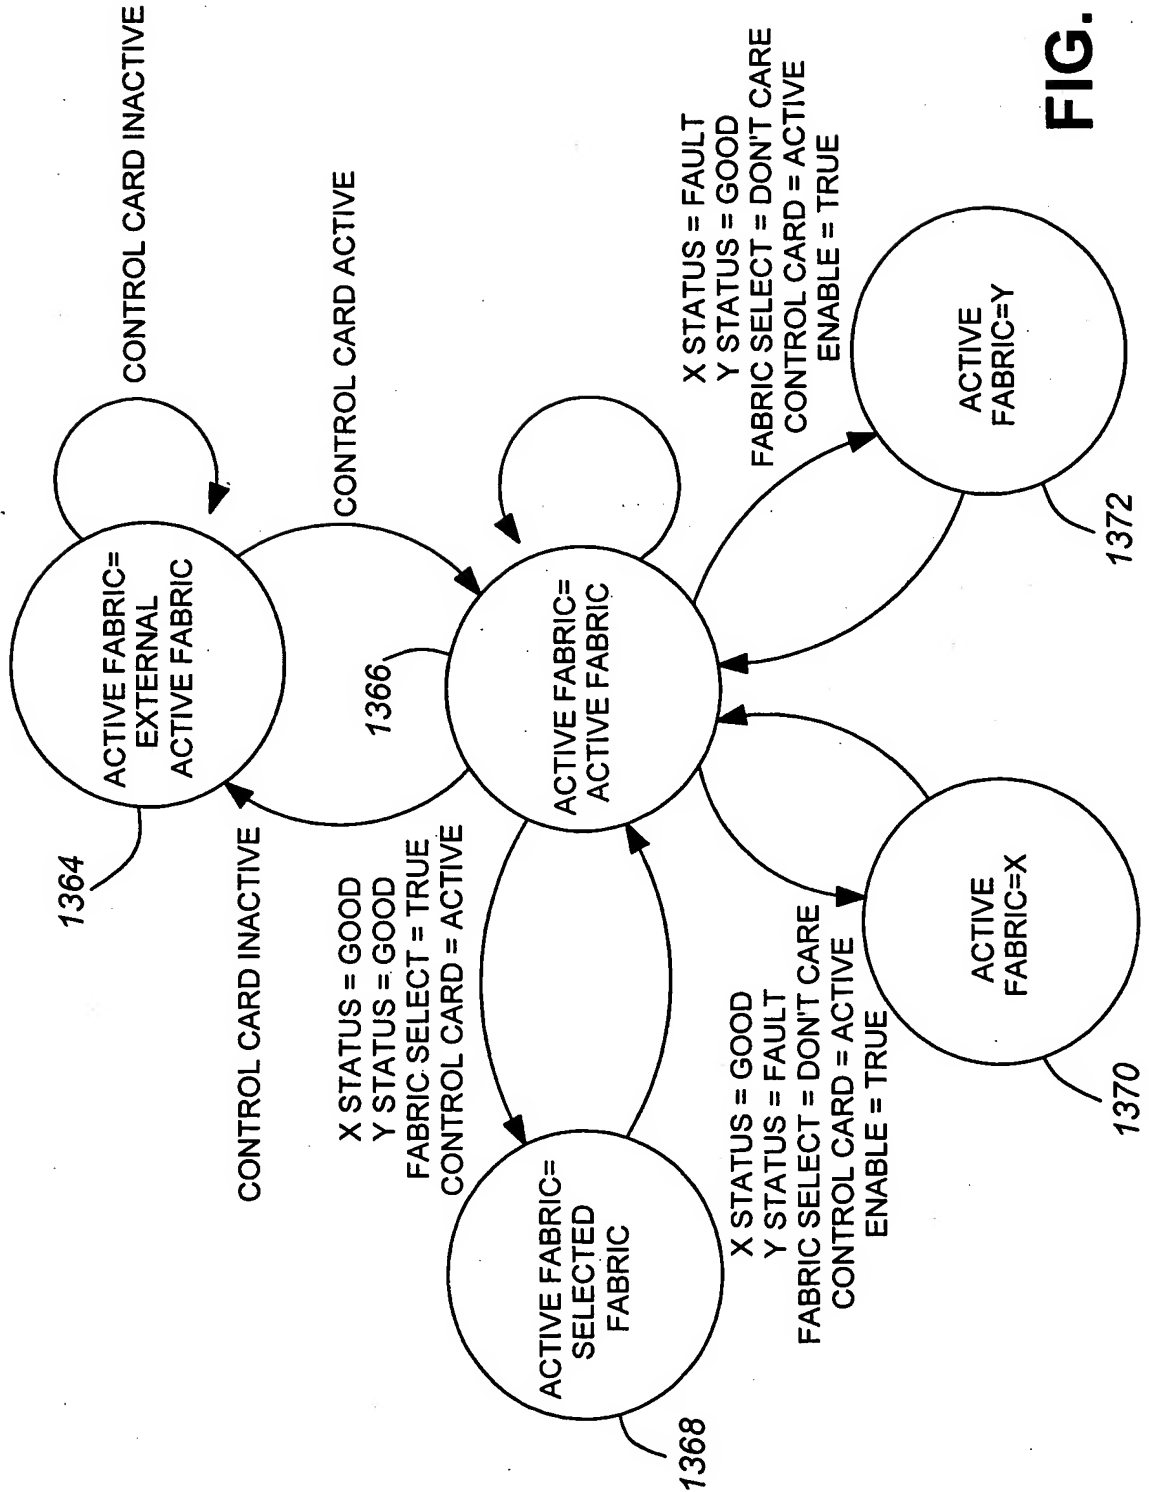 CONTROL CARD INACTIVE
1364
ACTIVE FABRIC=
EXTERNAL
ACTIVE FABRIC
CONTROL CARD INACTIVE
CONTROL CARD ACTIVE
1366
X STATUS = GOOD
Y STATUS = GOOD
FABRIC SELECT = TRUE
CONTROL CARD = ACTIVE
1368
ACTIVE FABRIC=
SELECTED
FABRIC
ACTIVE FABRIC=
ACTIVE FABRIC
X STATUS = FAULT
Y STATUS = GOOD
FABRIC SELECT = DON'T CARE
CONTROL CARD = ACTIVE
ENABLE = TRUE
X STATUS = GOOD
Y STATUS = FAULT
FABRIC SELECT = DON'T CARE
CONTROL CARD = ACTIVE
ENABLE = TRUE
1370
ACTIVE
FABRIC=X
ACTIVE
FABRIC=Y
1372
FIG.